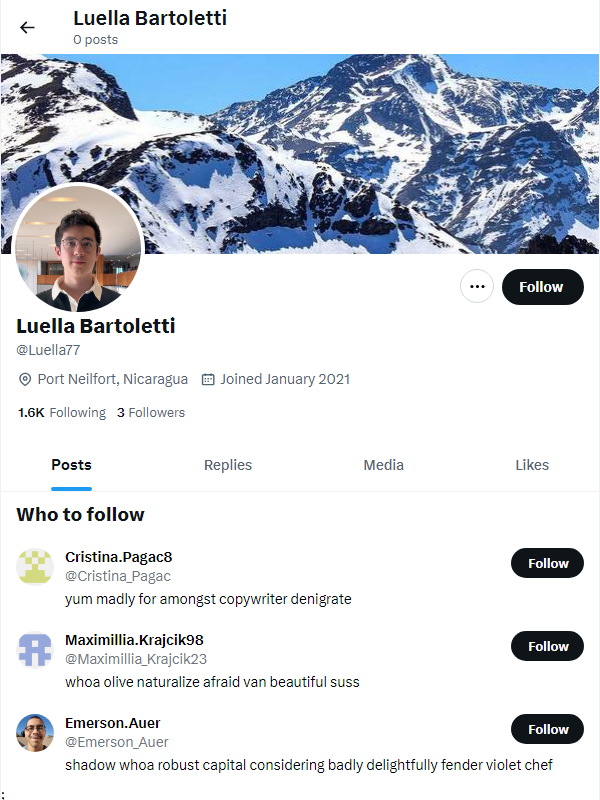 Luella Bartoletti
0 posts
Follow
Luella Bartoletti
@Luella77
Port Neilfort, Nicaragua Joined January 2021
1.6K Following 3 Followers
Posts Replies Media Likes
Who to follow
Cristina.Pagac8
@Cristina_Pagac
Follow
yum madly for amongst copywriter denigrate
Maximillia.Krajcik98
@Maximillia_Krajcik23
Follow
whoa olive naturalize afraid van beautiful suss
Emerson.Auer
@Emerson_Auer
Follow
shadow whoa robust capital considering badly delightfully fender violet chef
;